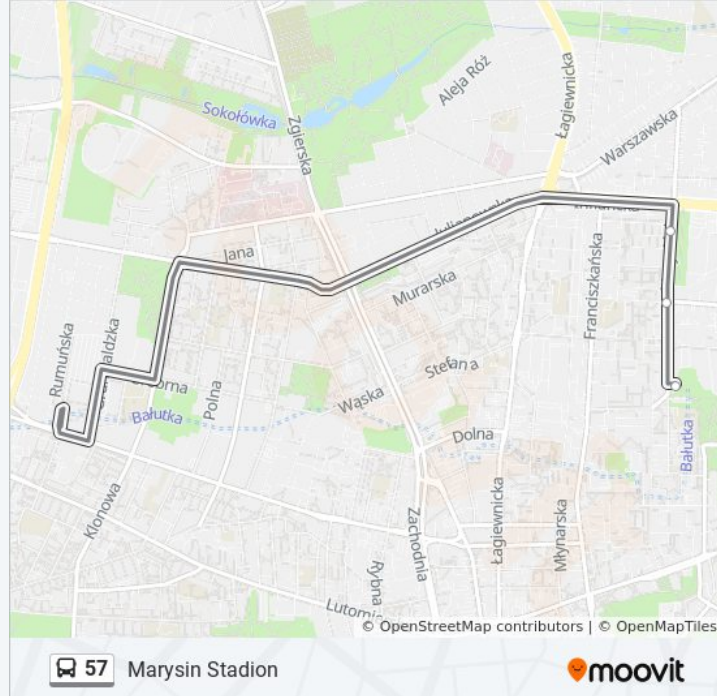 Aleja Róż
Łagiewnicka
Sokołówka
Zgierska
Warszawska
Jana
Franciszkańska
Murarska
Rumuńska
Stefana
Polna
Wąska
Bałutka
Dolna
Bałutka
Klonowa
Łagiewnicka
Młynarska
Zachodnia
Rybna
© OpenStreetMap contributors | © OpenMapTiles
57 Marysin Stadion
moovit